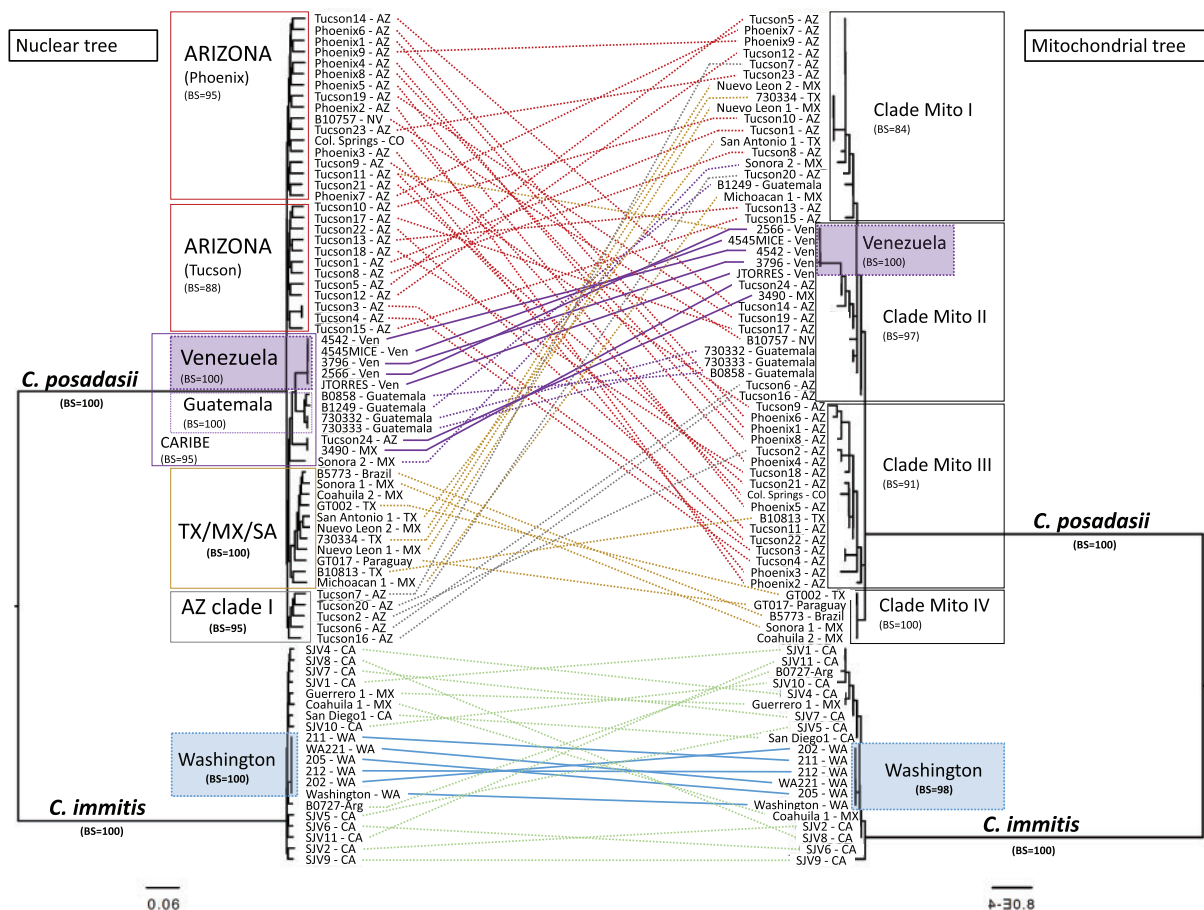 Nuclear tree
ARIZONA
(Phoenix)
(BS=95)
ARIZONA
(Tucson)
(BS=88)
Venezuela
(BS=100)
Guatemala
(BS=100)
CARIBE
(BS=95)
TX/MX/SA
(BS=100)
AZ clade I
(BS=95)
Washington
(BS=100)
C. posadasii
(BS=100)
C. immitis
(BS=100)
0.06
Tucson14 - AZ
Phoenix6 - AZ
Phoenix1 - AZ
Phoenix9 - AZ
Phoenix4 - AZ
Phoenix8 - AZ
Phoenix5 - AZ
Tucson19 - AZ
Phoenix2 - AZ
B10757 - NV
Tucson23 - AZ
Col. Springs - CO
Phoenix3 - AZ
Tucson9 - AZ
Tucson11 - AZ
Tucson21 - AZ
Phoenix7 - AZ
Tucson10 - AZ
Tucson17 - AZ
Tucson22 - AZ
Tucson13 - AZ
Tucson18 - AZ
Tucson1 - AZ
Tucson8 - AZ
Tucson5 - AZ
Tucson12 - AZ
Tucson3 - AZ
Tucson4 - AZ
Tucson15 - AZ
4542 - Ven
4545MICE - Ven
3796 - Ven
2566 - Ven
JTORRES - Ven
B0858 - Guatemala
B1249 - Guatemala
730332 - Guatemala
730333 - Guatemala
Tucson24 - AZ
3490 - MX
Sonora 2 - MX
B5773 - Brazil
Sonora 1 - MX
Coahuila 2 - MX
GT002 - TX
San Antonio 1 - TX
Nuevo Leon 2 - MX
730334 - TX
Nuevo Leon 1 - MX
GT017 - Paraguay
B10813 - TX
Michoacan 1 - MX
Tucson7 - AZ
Tucson20 - AZ
Tucson2 - AZ
Tucson6 - AZ
Tucson16 - AZ
SJV4 - CA
SJV8 - CA
SJV7 - CA
SJV1 - CA
Guerrero 1 - MX
Coahuila 1 - MX
San Diego1 - CA
SJV10 - CA
211 - WA
WA221 - WA
205 - WA
212 - WA
202 - WA
Washington - WA
B0727-Arg
SJV5 - CA
SJV6 - CA
SJV11 - CA
SJV2 - CA
SJV9 - CA
Tucson5 - AZ
Phoenix7 - AZ
Phoenix9 - AZ
Tucson12 - AZ
Tucson7 - AZ
Tucson23 - AZ
Nuevo Leon 2 - MX
730334 - TX
Nuevo Leon 1 - MX
Tucson10 - AZ
Tucson1 - AZ
San Antonio 1 - TX
Tucson8 - AZ
Sonora 2 - MX
Tucson20 - AZ
B1249 - Guatemala
Michoacan 1 - MX
Tucson13 - AZ
Tucson15 - AZ
2566 - Ven
4545MICE - Ven
4542 - Ven
3796 - Ven
JTORRES - Ven
Tucson24 - AZ
3490 - MX
Tucson14 - AZ
Tucson19 - AZ
Tucson17 - AZ
B10757 - NV
730332 - Guatemala
730333 - Guatemala
B0858 - Guatemala
Tucson6 - AZ
Tucson16 - AZ
Tucson9 - AZ
Phoenix6 - AZ
Phoenix1 - AZ
Phoenix8 - AZ
Tucson2 - AZ
Phoenix4 - AZ
Tucson18 - AZ
Tucson21 - AZ
Col. Springs - CO
Phoenix5 - AZ
B10813 - TX
Tucson11 - AZ
Tucson22 - AZ
Tucson3 - AZ
Tucson4 - AZ
Phoenix3 - AZ
Phoenix2 - AZ
GT002 - TX
GT017- Paraguay
B5773 - Brazil
Sonora 1 - MX
Coahuila 2 - MX
SJV1 - CA
SJV11 - CA
B0727-Arg
SJV10 - CA
SJV4 - CA
Guerrero 1 - MX
SJV7 - CA
SJV5 - CA
San Diego1 - CA
202 - WA
211 - WA
212 - WA
WA221 - WA
205 - WA
Washington - WA
Coahuila 1 - MX
SJV2 - CA
SJV8 - CA
SJV6 - CA
SJV9 - CA
Mitochondrial tree
Clade Mito I
(BS=84)
Venezuela
(BS=100)
Clade Mito II
(BS=97)
Clade Mito III
(BS=91)
Clade Mito IV
(BS=100)
Washington
(BS=98)
C. posadasii
(BS=100)
C. immitis
(BS=100)